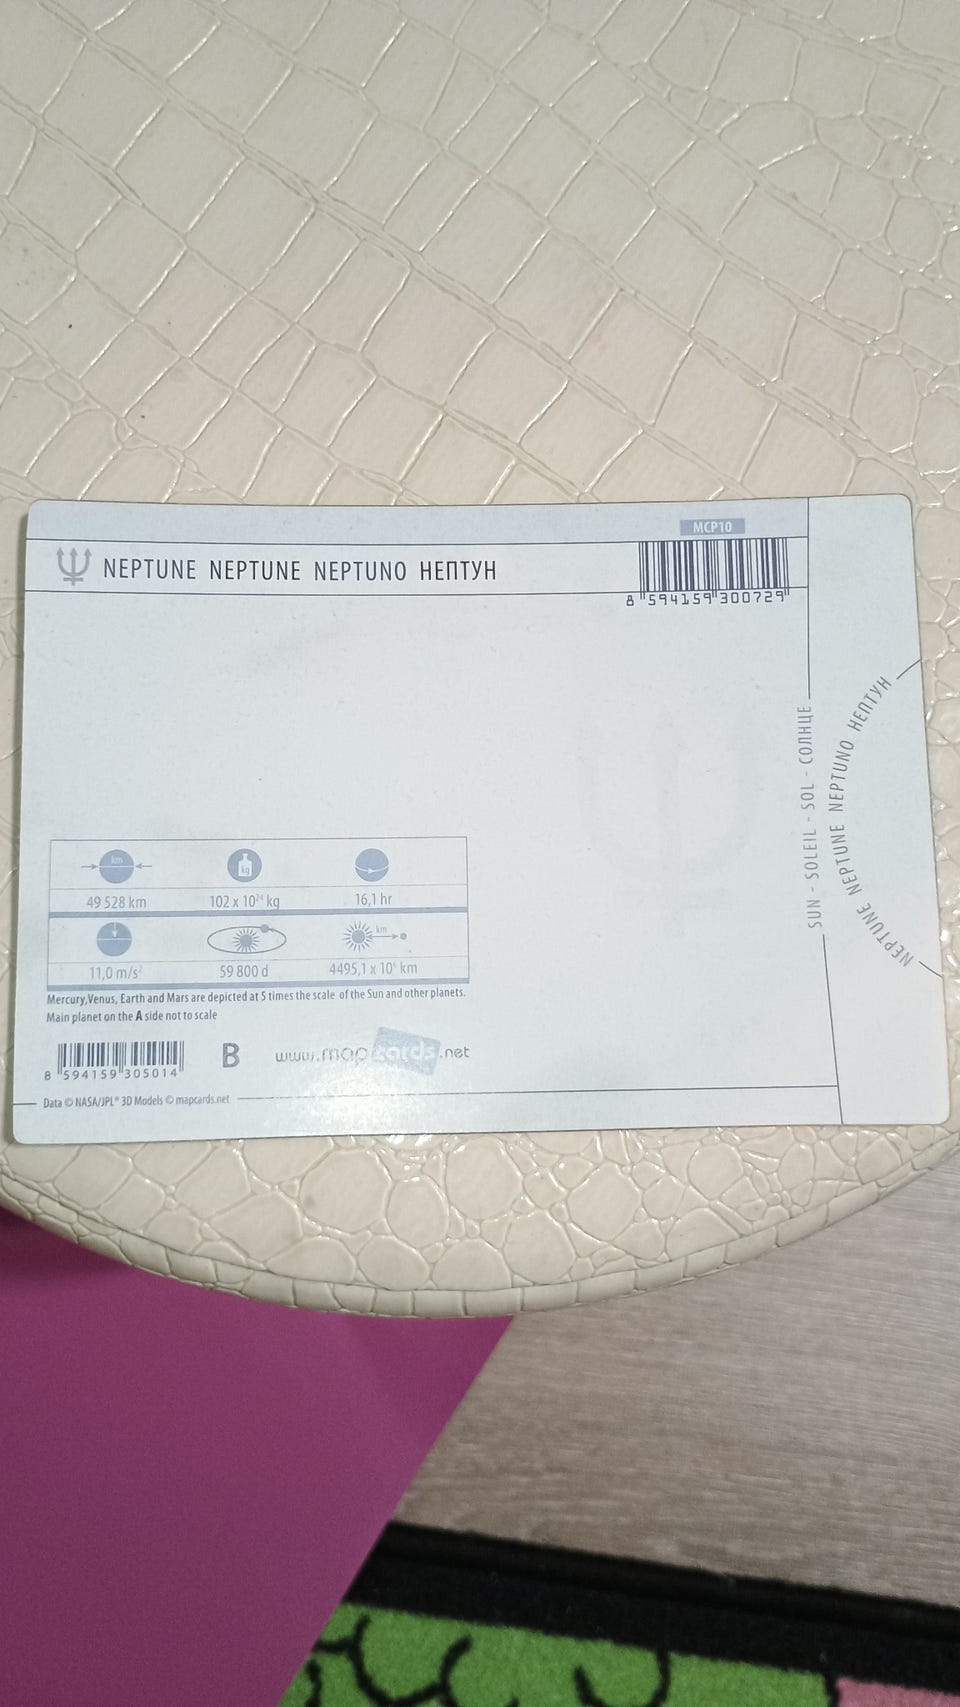 MCP10
NEPTUNE NEPTUNE NEPTUNO НЕПТУН
8 594159 300729
SUN - SOLEIL - SOL - СОЛНЦЕ
NEPTUNE NEPTUNE NEPTUNO НЕПТУН
km kg
49 528 km 102 x 10²⁴ kg 16,1 hr
km
11,0 m/s² 59 800 d 4495,1 x 10⁶ km
Mercury,Venus, Earth and Mars are depicted at 5 times the scale of the Sun and other planets.
Main planet on the A side not to scale
8 594159 305014
B
www.mapcards.net
Data © NASA/JPL® 3D Models © mapcards.net